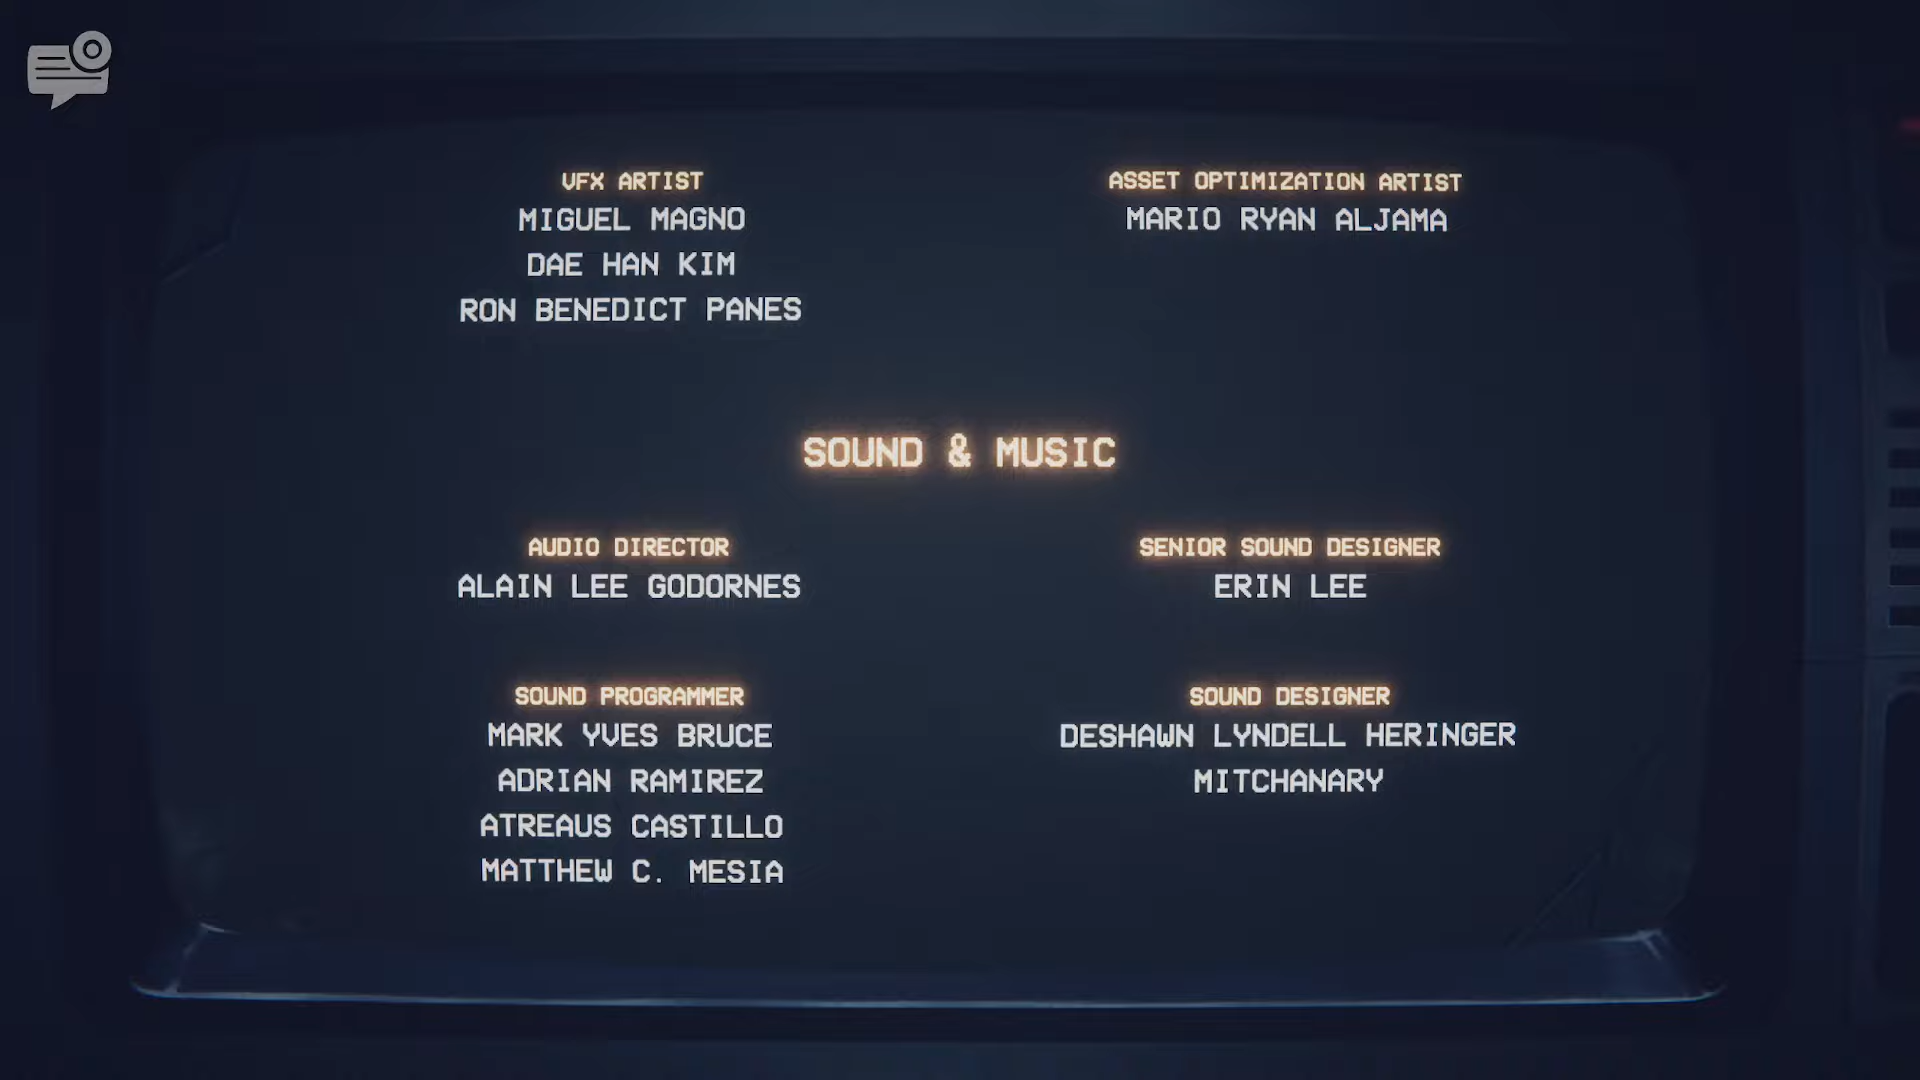 VFX ARTIST
MIGUEL MAGNO
DAE HAN KIM
RON BENEDICT PANES
ASSET OPTIMIZATION ARTIST
MARIO RYAN ALJAMA
SOUND & MUSIC
AUDIO DIRECTOR
ALAIN LEE GODORNES
SENIOR SOUND DESIGNER
ERIN LEE
SOUND PROGRAMMER
MARK YVES BRUCE
ADRIAN RAMIREZ
ATREAUS CASTILLO
MATTHEW C. MESIA
SOUND DESIGNER
DESHAWN LYNDELL HERINGER
MITCHANARY